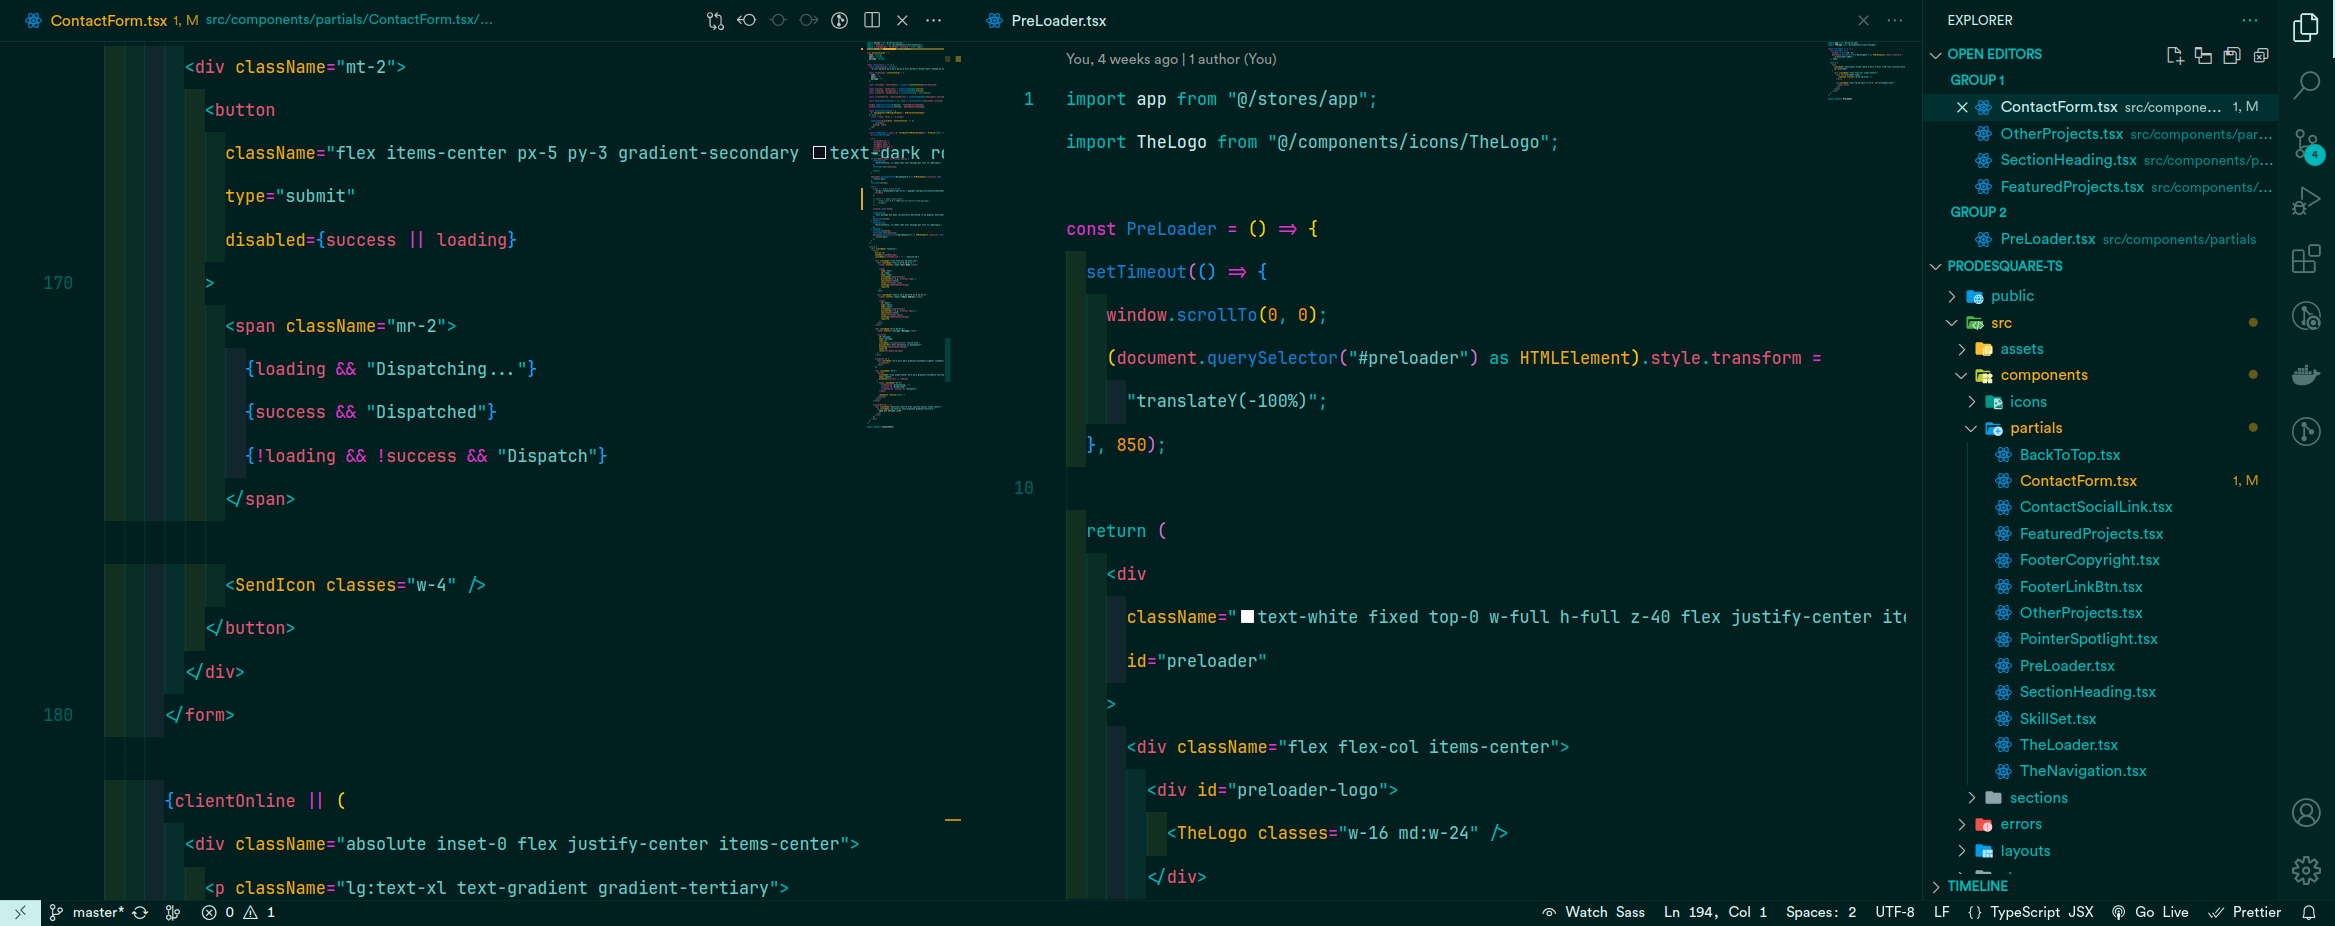 ContactForm.tsx 1, M src/components/partials/ContactForm.tsx/...
<div className="mt-2">
<button
className="flex items-center px-5 py-3 gradient-secondary text-dark ro
type="submit"
disabled={success || loading}
170 >
<span className="mr-2">
{loading && "Dispatching..."}
{success && "Dispatched"}
{!loading && !success && "Dispatch"}
</span>
<SendIcon classes="w-4" />
</button>
</div>
180 </form>
{clientOnline || (
<div className="absolute inset-0 flex justify-center items-center">
<p className="lg:text-xl text-gradient gradient-tertiary">
PreLoader.tsx
You, 4 weeks ago | 1 author (You)
1 import app from "@/stores/app";
import TheLogo from "@/components/icons/TheLogo";
const PreLoader = () => {
setTimeout(() => {
window.scrollTo(0, 0);
(document.querySelector("#preloader") as HTMLElement).style.transform =
"translateY(-100%)";
}, 850);
10
return (
<div
className="text-white fixed top-0 w-full h-full z-40 flex justify-center ite
id="preloader"
>
<div className="flex flex-col items-center">
<div id="preloader-logo">
<TheLogo classes="w-16 md:w-24" />
</div>
EXPLORER
OPEN EDITORS
GROUP 1
ContactForm.tsx src/compone... 1, M
OtherProjects.tsx src/components/par...
SectionHeading.tsx src/components/p...
FeaturedProjects.tsx src/components/...
GROUP 2
PreLoader.tsx src/components/partials
PRODESQUARE-TS
public
src
assets
components
icons
partials
BackToTop.tsx
ContactForm.tsx 1, M
ContactSocialLink.tsx
FeaturedProjects.tsx
FooterCopyright.tsx
FooterLinkBtn.tsx
OtherProjects.tsx
PointerSpotlight.tsx
PreLoader.tsx
SectionHeading.tsx
SkillSet.tsx
TheLoader.tsx
TheNavigation.tsx
sections
errors
layouts
TIMELINE
4
master* 0 1
Watch Sass Ln 194, Col 1 Spaces: 2 UTF-8 LF {} TypeScript JSX Go Live Prettier